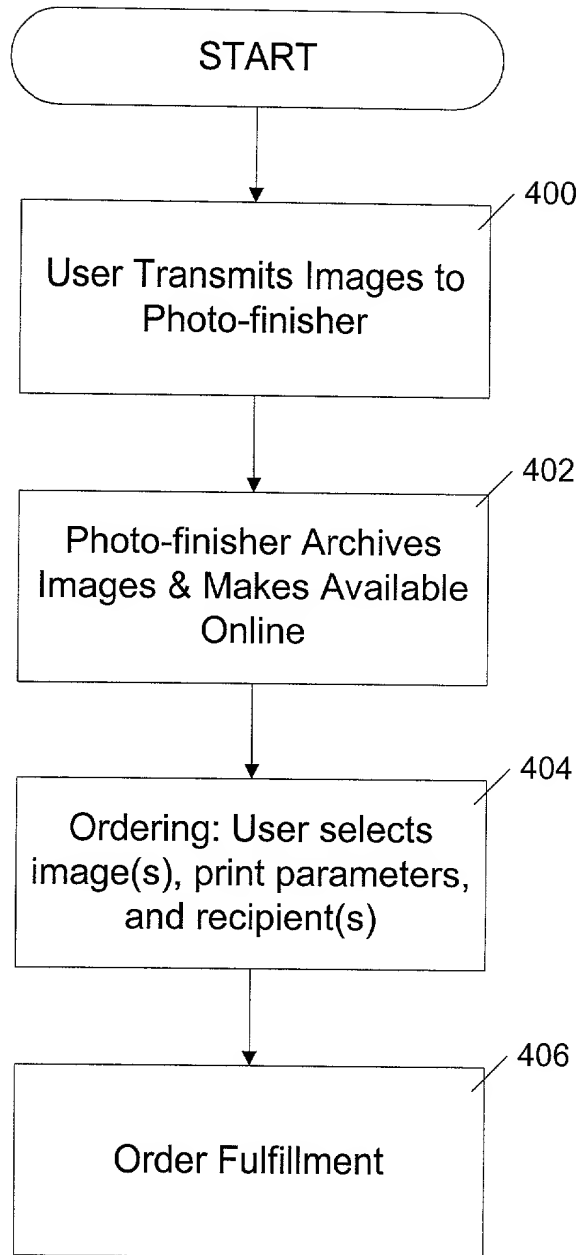 START
400
User Transmits Images to
Photo-finisher
402
Photo-finisher Archives
Images & Makes Available
Online
404
Ordering: User selects
image(s), print parameters,
and recipient(s)
406
Order Fulfillment